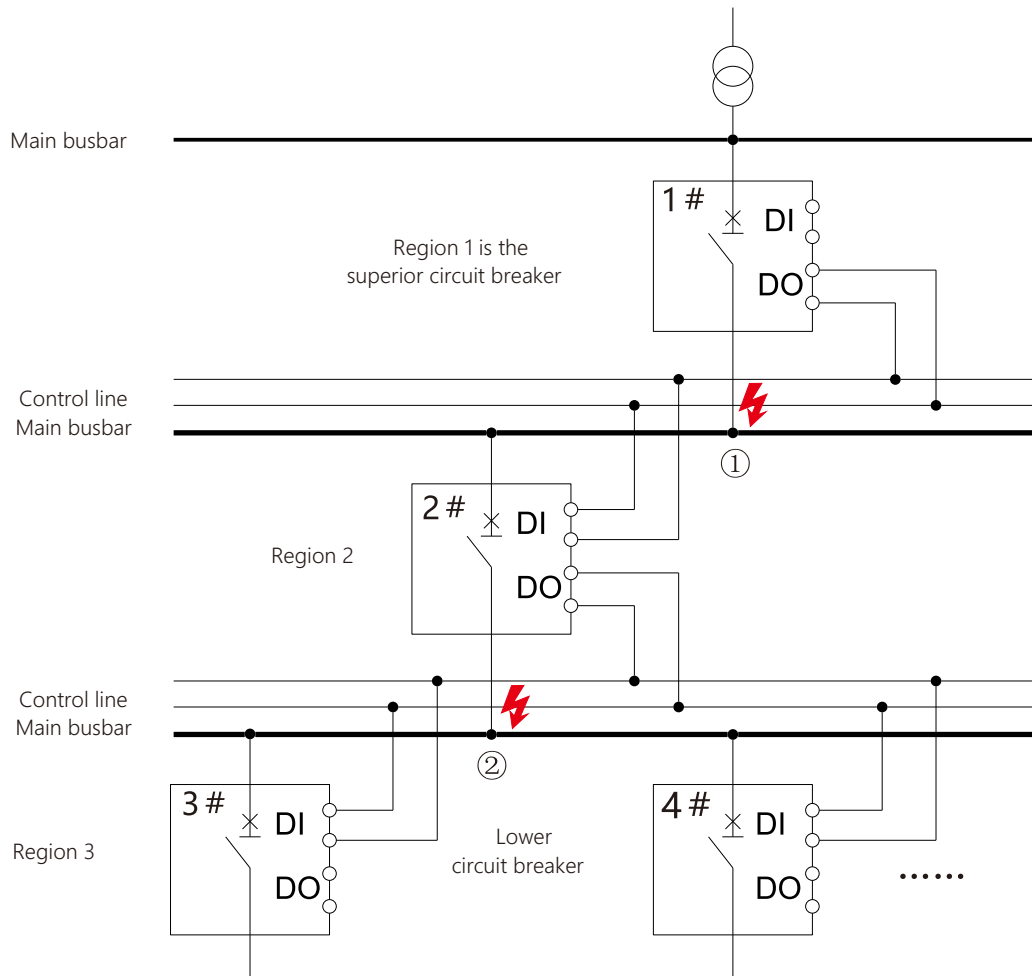 Main busbar
1#
DI
Region 1 is the
superior circuit breaker
DO
Control line
Main busbar
①
2#
DI
Region 2
DO
Control line
Main busbar
②
3#
DI
4#
DI
Region 3
Lower
circuit breaker
DO
DO
......